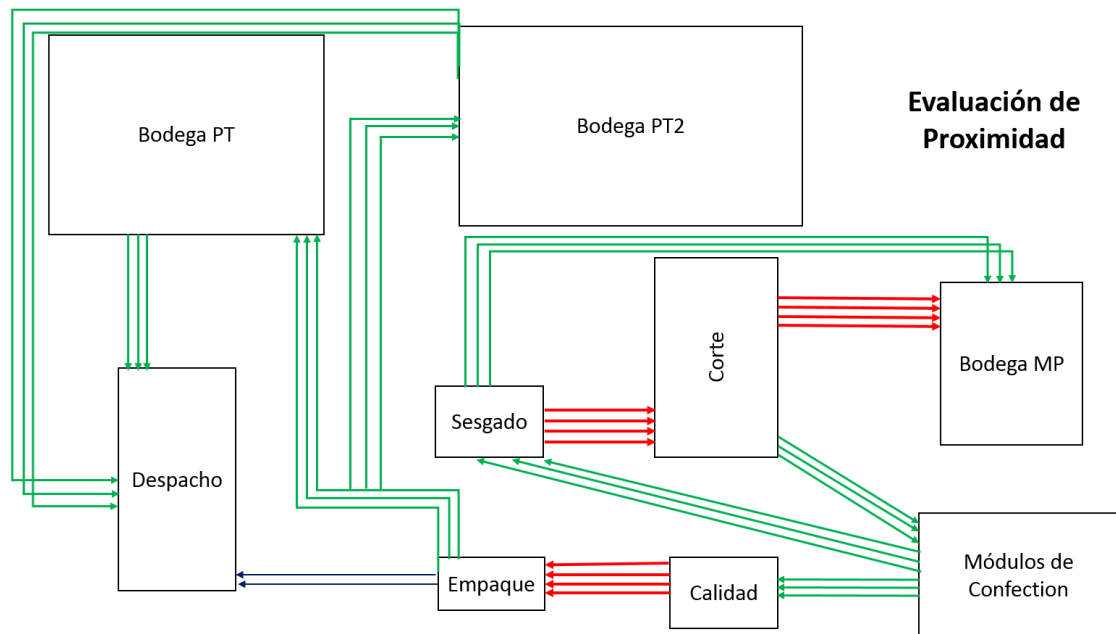 Evaluación de
Proximidad
Bodega PT
Bodega PT2
Corte
Bodega MP
Sesgado
Despacho
Empaque
Calidad
Módulos de
Confection